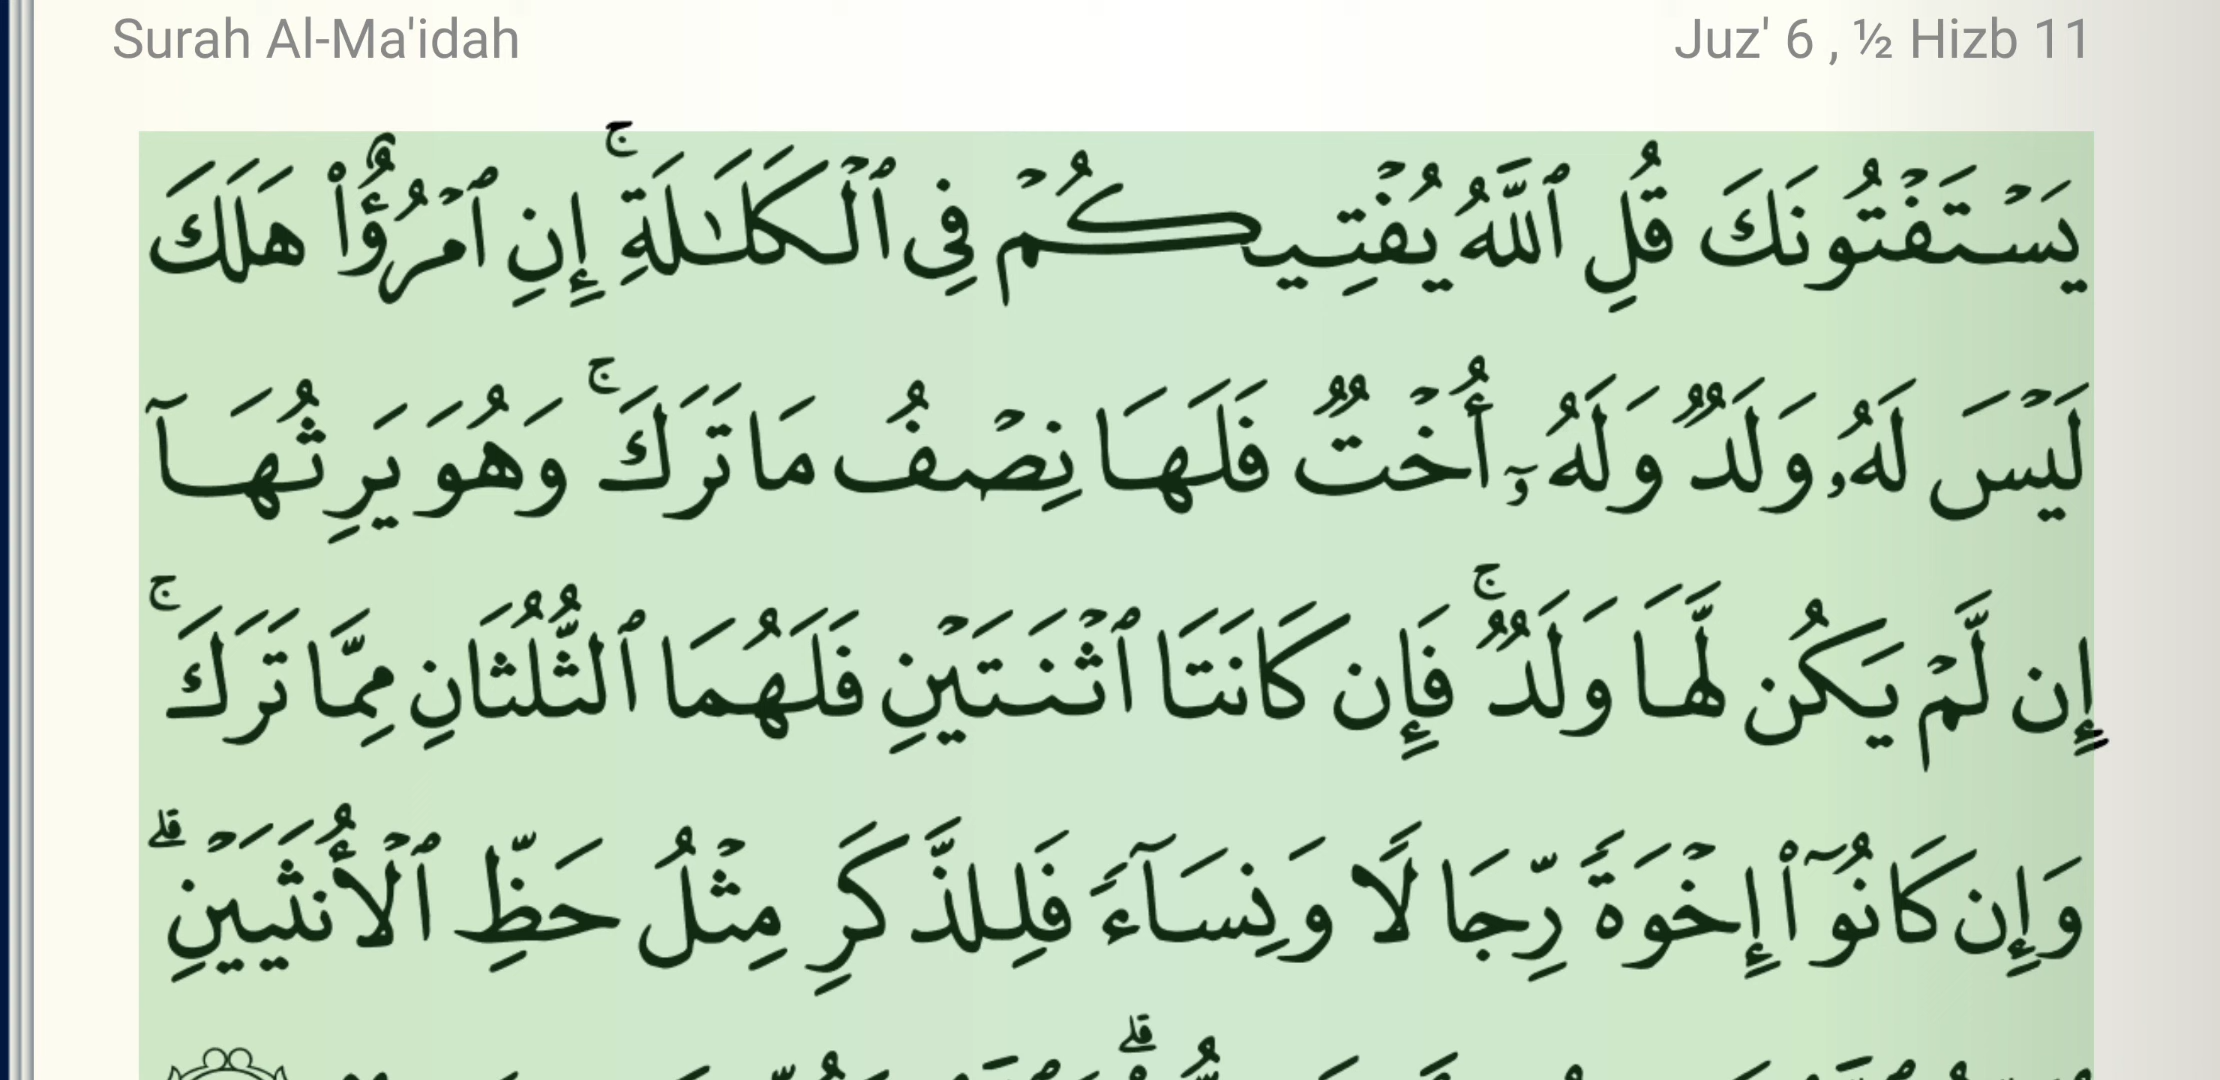 Surah Al-Ma'idah
Juz' 6 , ½ Hizb 11
يَسۡتَفۡتُونَكَ قُلِ ٱللَّهُ يُفۡتِيكُمۡ فِي ٱلۡكَلَٰلَةِۚ إِنِ ٱمۡرُؤٌاْ هَلَكَ
لَيۡسَ لَهُۥ وَلَدٞ وَلَهُۥٓ أُخۡتٞ فَلَهَا نِصۡفُ مَا تَرَكَۚ وَهُوَ يَرِثُهَآ
إِن لَّمۡ يَكُن لَّهَا وَلَدٞۚ فَإِن كَانَتَا ٱثۡنَتَيۡنِ فَلَهُمَا ٱلثُّلُثَانِ مِمَّا تَرَكَۚ
وَإِن كَانُوٓاْ إِخۡوَةٗ رِّجَالٗا وَنِسَآءٗ فَلِلذَّكَرِ مِثۡلُ حَظِّ ٱلۡأُنثَيَيۡنِۗ